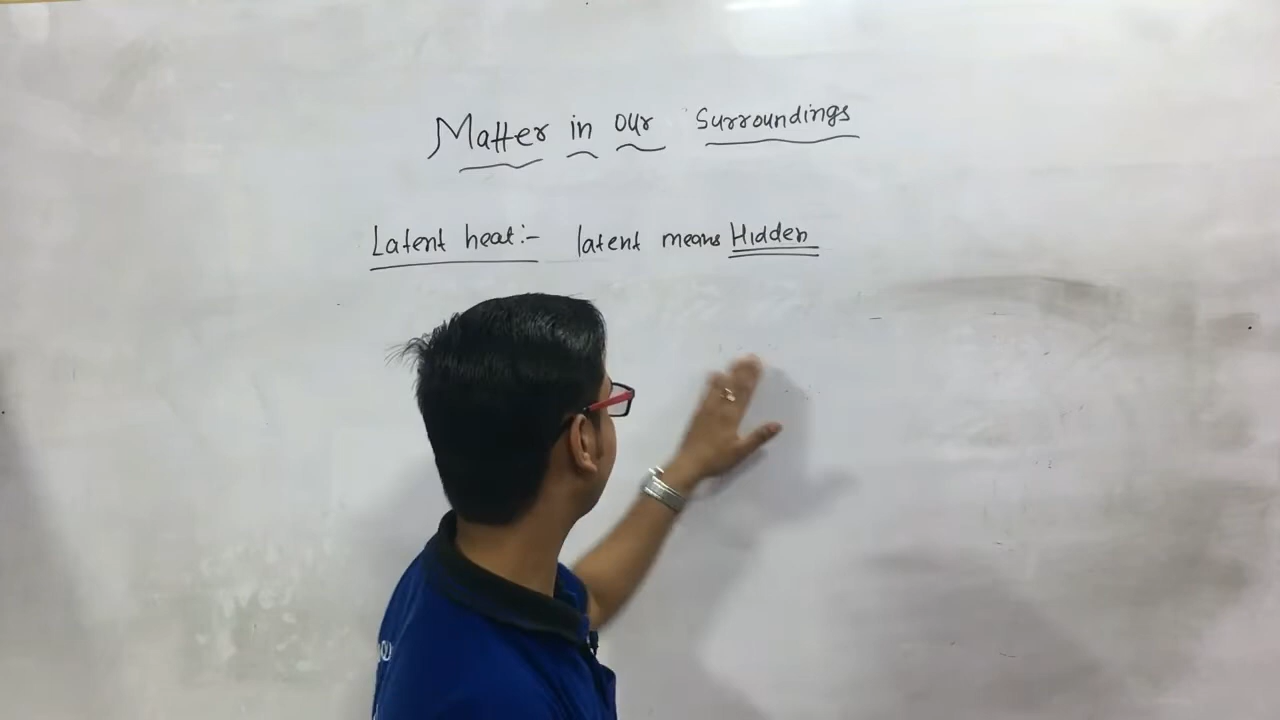 Matter in our Surroundings
Latent heat:- latent means Hidden